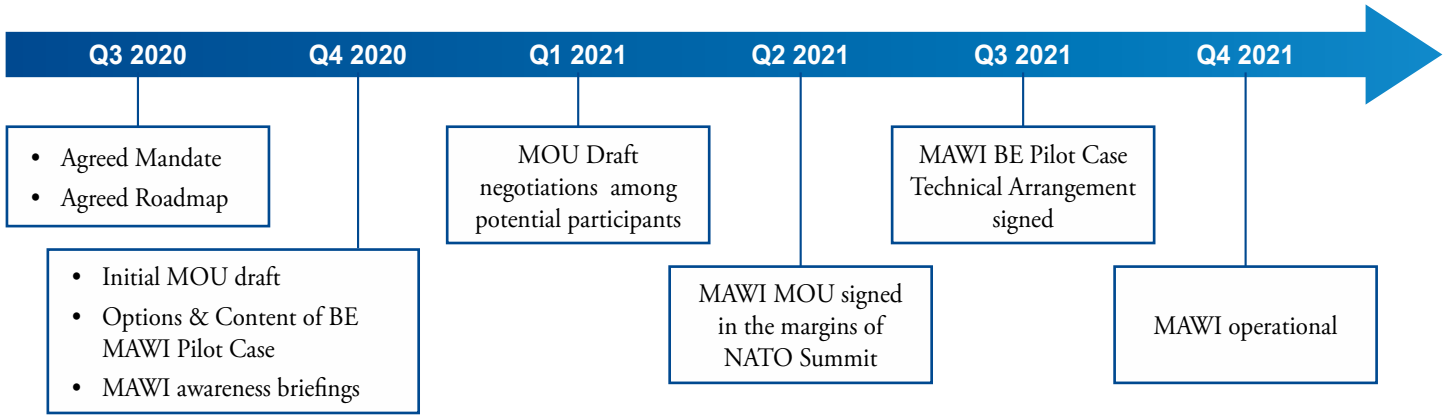 Q3 2020 Q4 2020 Q1 2021 Q2 2021 Q3 2021 Q4 2021
• Agreed Mandate
• Agreed Roadmap
• Initial MOU draft
• Options & Content of BE
MAWI Pilot Case
• MAWI awareness briefings
MOU Draft
negotiations among
potential participants
MAWI MOU signed
in the margins of
NATO Summit
MAWI BE Pilot Case
Technical Arrangement
signed
MAWI operational